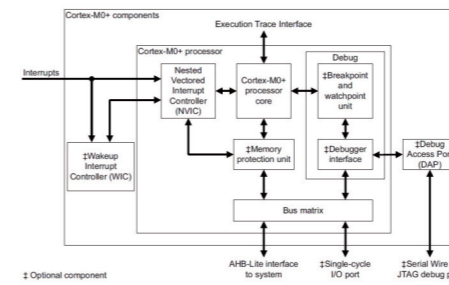 Cortex-M0+ components
Execution Trace Interface
Cortex-M0+ processor
Interrupts
Nested
Vectored
Interrupt
Controller
(NVIC)
Cortex-M0+
processor
core
Debug
‡Breakpoint
and
watchpoint
unit
‡Wakeup
Interrupt
Controller (WIC)
‡Memory
protection unit
‡Debugger
interface
‡Debug
Access Por
(DAP)
Bus matrix
‡ Optional component
AHB-Lite interface
to system
‡Single-cycle
I/O port
‡Serial Wire
JTAG debug p